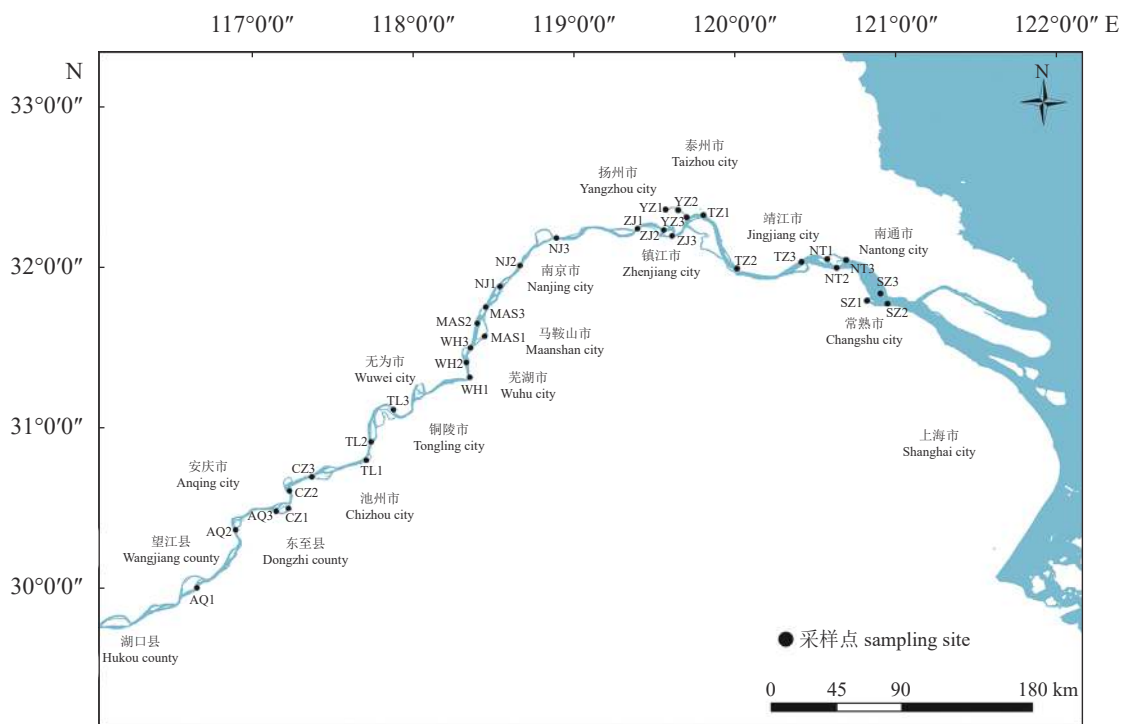 117°0′0″ 118°0′0″ 119°0′0″ 120°0′0″ 121°0′0″ 122°0′0″ E
N
N
33°0′0″
32°0′0″
31°0′0″
30°0′0″
泰州市
Taizhou city
扬州市
Yangzhou city
YZ1
YZ2
YZ3
TZ1
ZJ1
ZJ2
ZJ3
镇江市
Zhenjiang city
靖江市
Jingjiang city
南通市
Nantong city
NT1
NT2
NT3
TZ2
TZ3
SZ3
SZ1
SZ2
常熟市
Changshu city
NJ3
NJ2
南京市
Nanjing city
NJ1
MAS3
MAS2
MAS1
马鞍山市
Maanshan city
WH3
WH2
WH1
芜湖市
Wuhu city
无为市
Wuwei city
TL3
铜陵市
Tongling city
TL2
TL1
上海市
Shanghai city
安庆市
Anqing city
CZ3
CZ2
池州市
Chizhou city
AQ3
CZ1
AQ2
望江县
Wangjiang county
东至县
Dongzhi county
AQ1
湖口县
Hukou county
采样点 sampling site
0 45 90 180 km